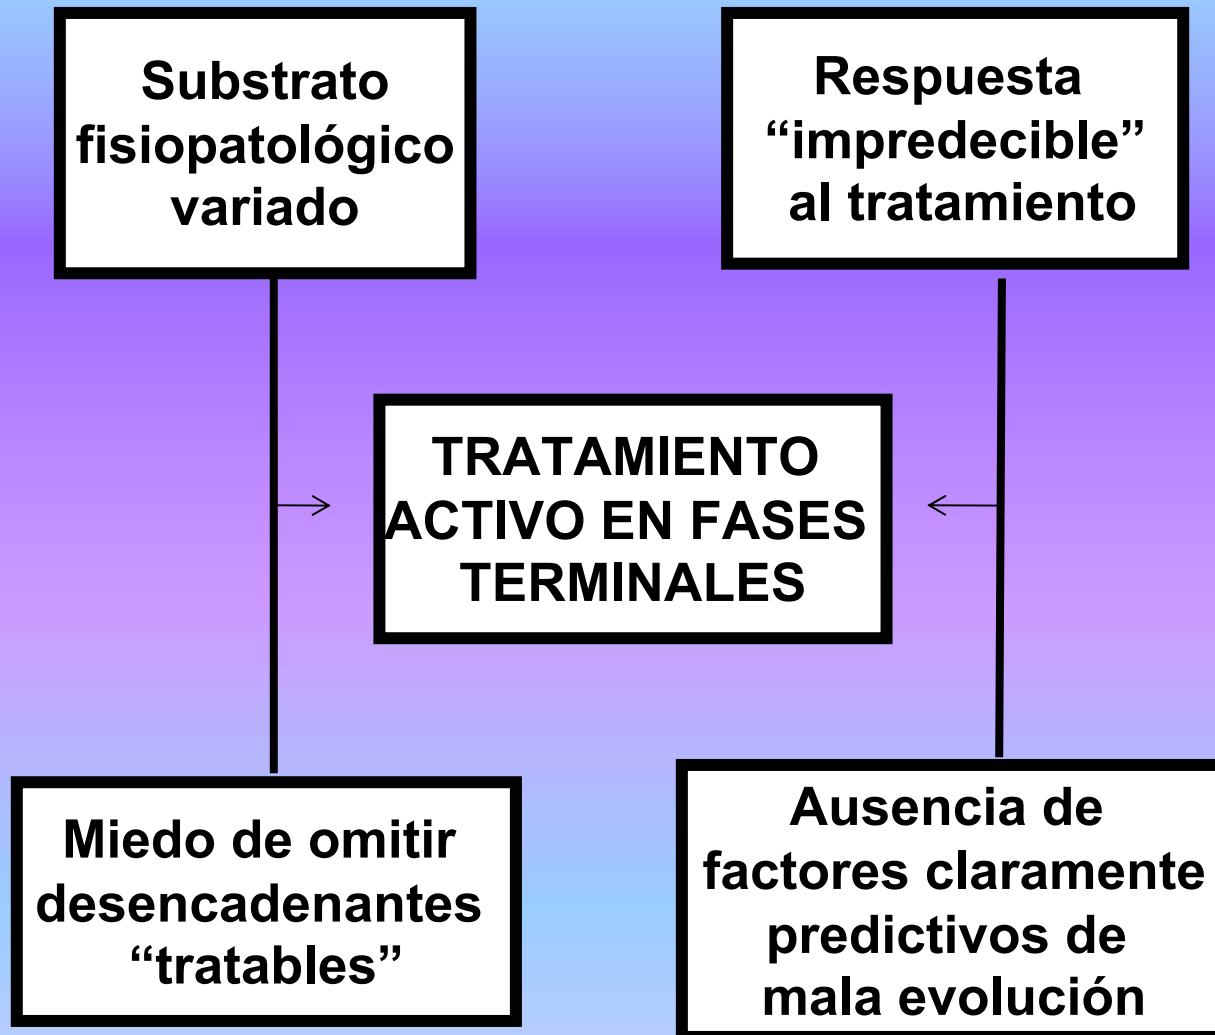 Substrato
fisiopatológico
variado
Respuesta
“impredecible”
al tratamiento
TRATAMIENTO
ACTIVO EN FASES
TERMINALES
Miedo de omitir
desencadenantes
“tratables”
Ausencia de
factores claramente
predictivos de
mala evolución